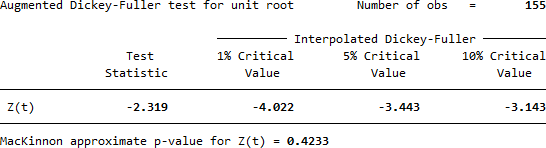 Augmented Dickey-Fuller test for unit root Number of obs = 155
Interpolated Dickey-Fuller
Test 1% Critical 5% Critical 10% Critical
Statistic Value Value Value
Z(t) -2.319 -4.022 -3.443 -3.143
MacKinnon approximate p-value for Z(t) = 0.4233